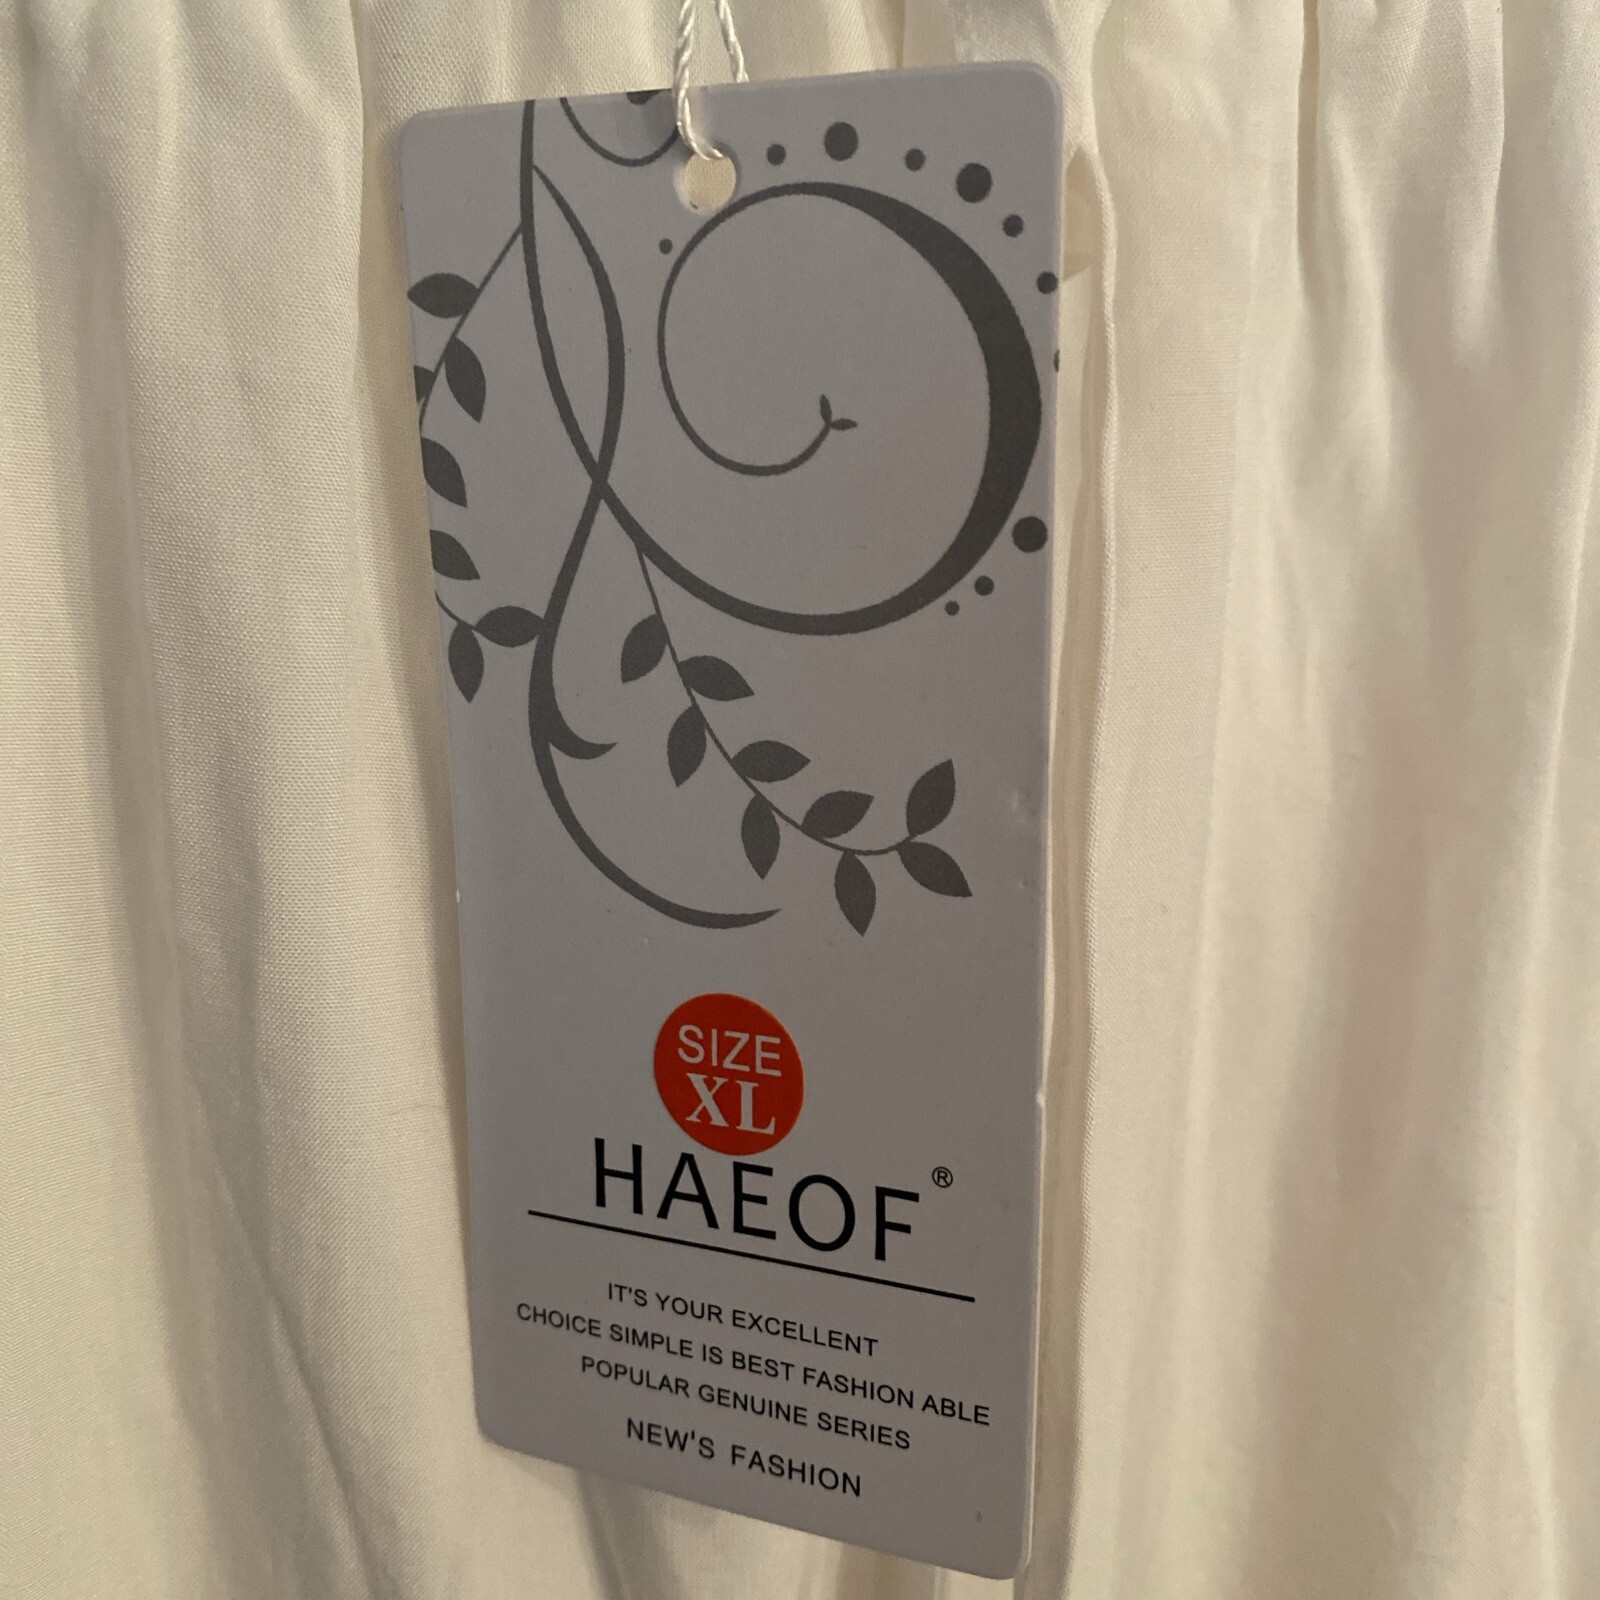 SIZE
XL
HAEOF®
IT'S YOUR EXCELLENT
CHOICE SIMPLE IS BEST FASHION ABLE
POPULAR GENUINE SERIES
NEW'S FASHION